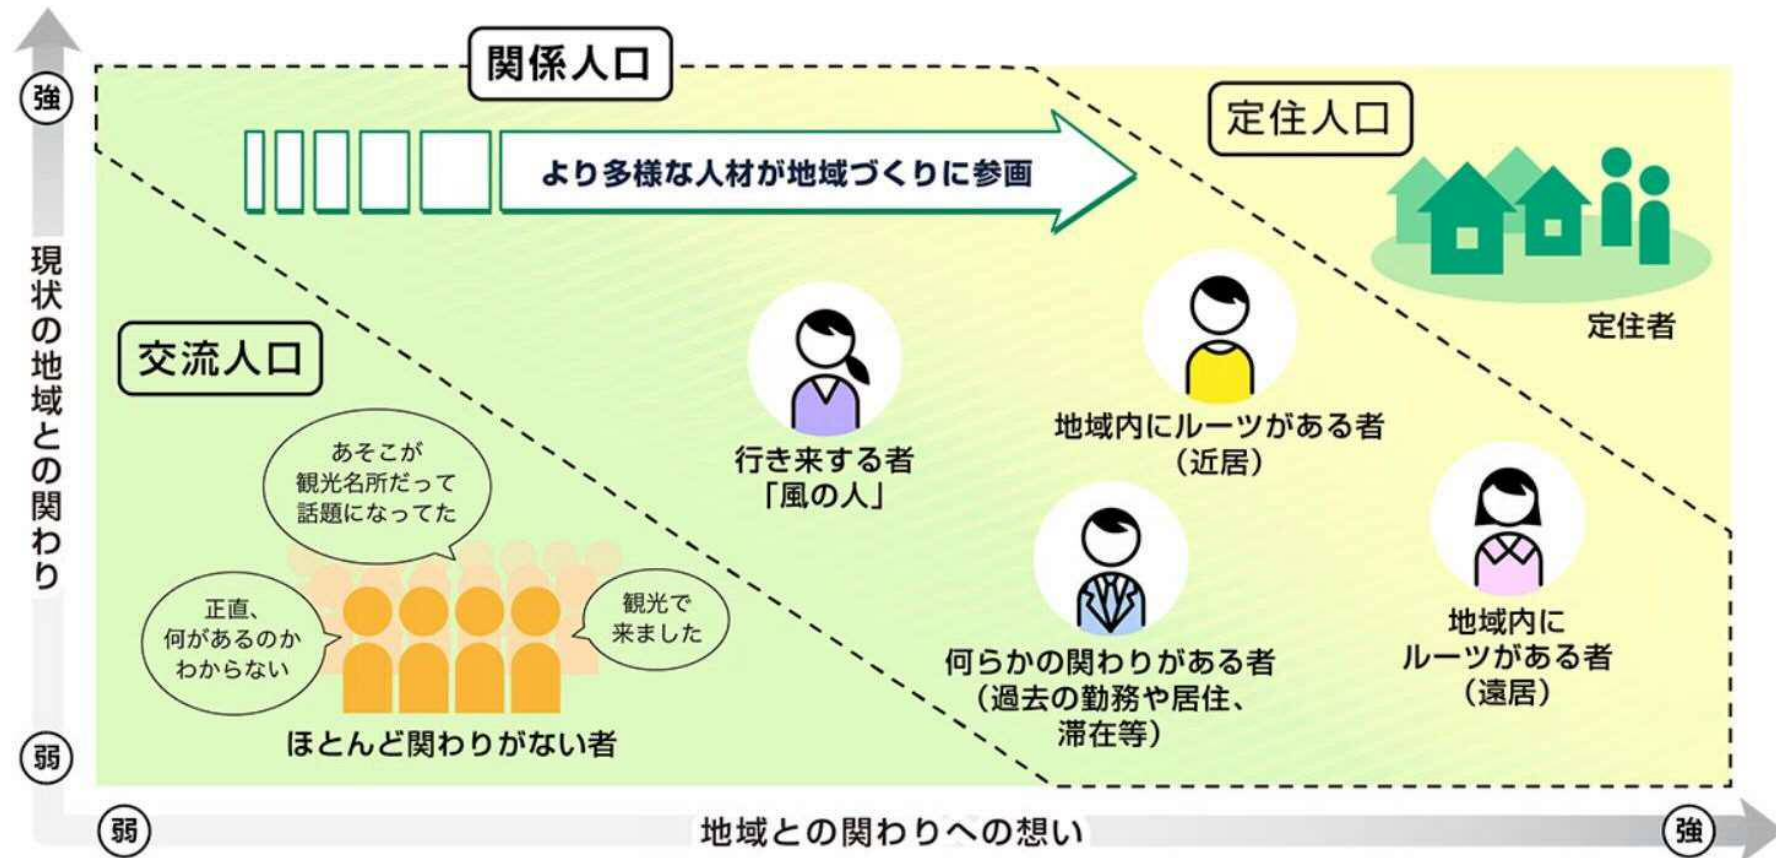 強
関係人口
定住人口
より多様な人材が地域づくりに参画
現状の地域との関わり
定住者
交流人口
あそこが
観光名所だって
話題になってた
正直、
何があるのか
わからない
観光で
来ました
ほとんど関わりがない者
行き来する者
「風の人」
地域内にルーツがある者
（近居）
何らかの関わりがある者
（過去の勤務や居住、
滞在等）
地域内に
ルーツがある者
（遠居）
弱
弱
地域との関わりへの想い
強